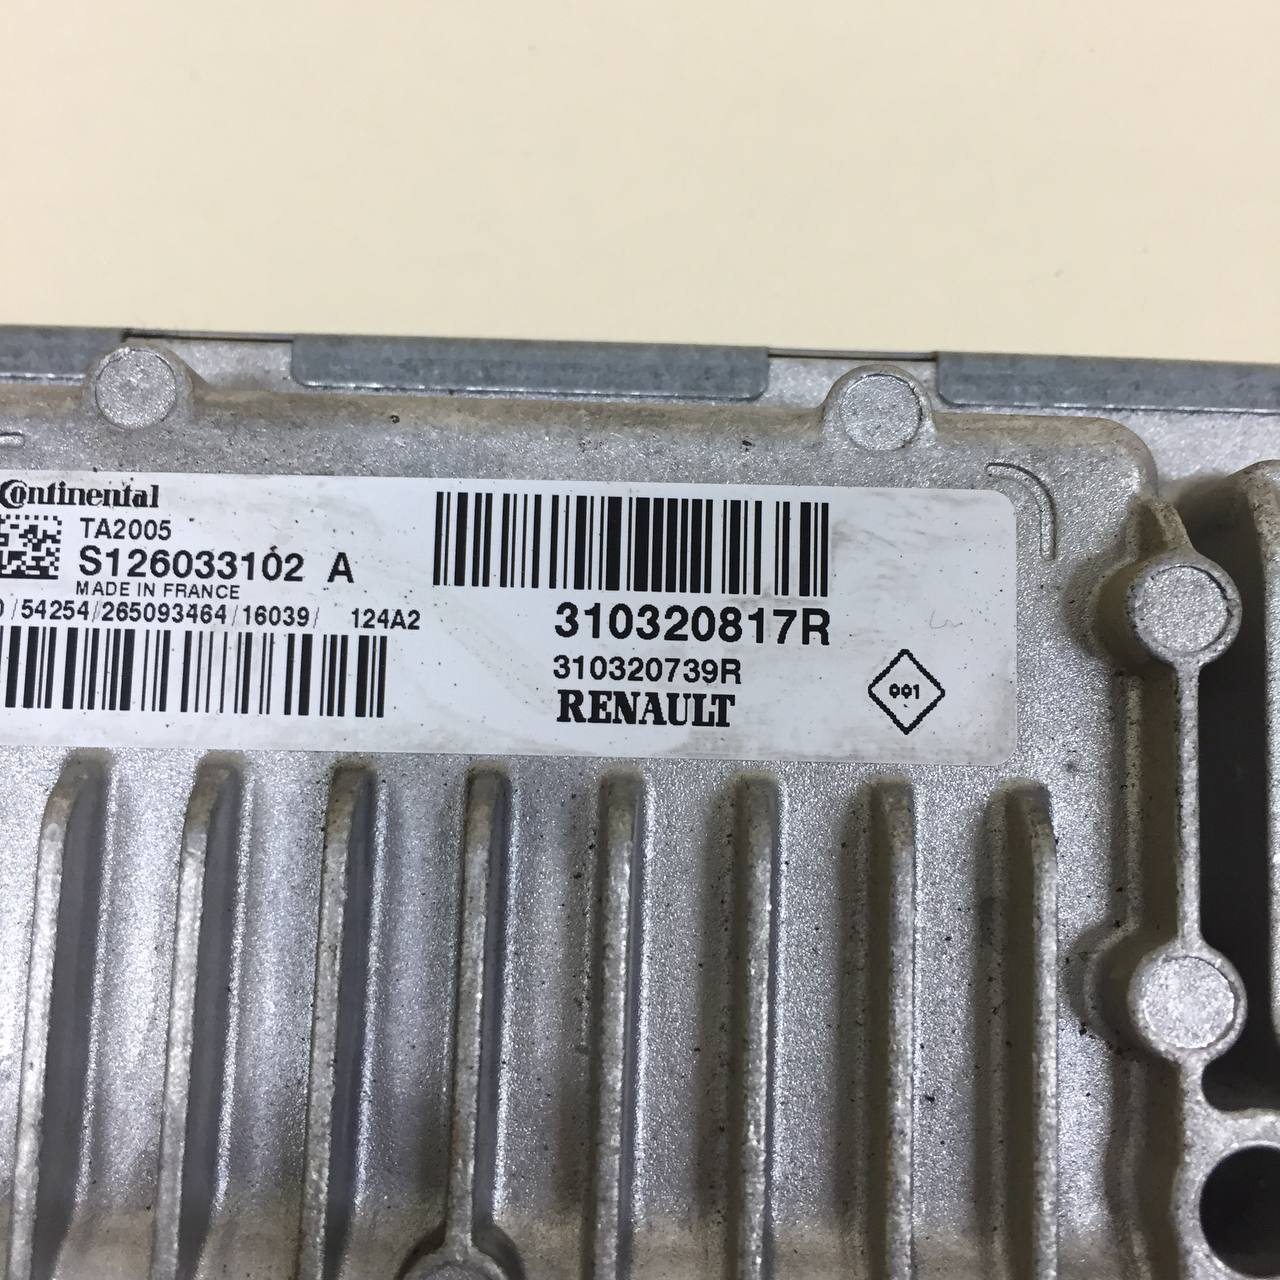 Continental
TA2005
S126033102 A
MADE IN FRANCE
/54254/265093464/16039/ 124A2
310320817R
310320739R
RENAULT
001